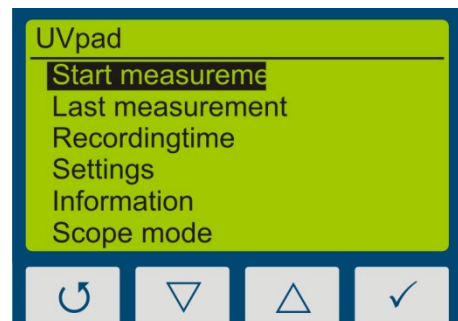 UVpad
Start measureme
Last measurement
Recordingtime
Settings
Information
Scope mode